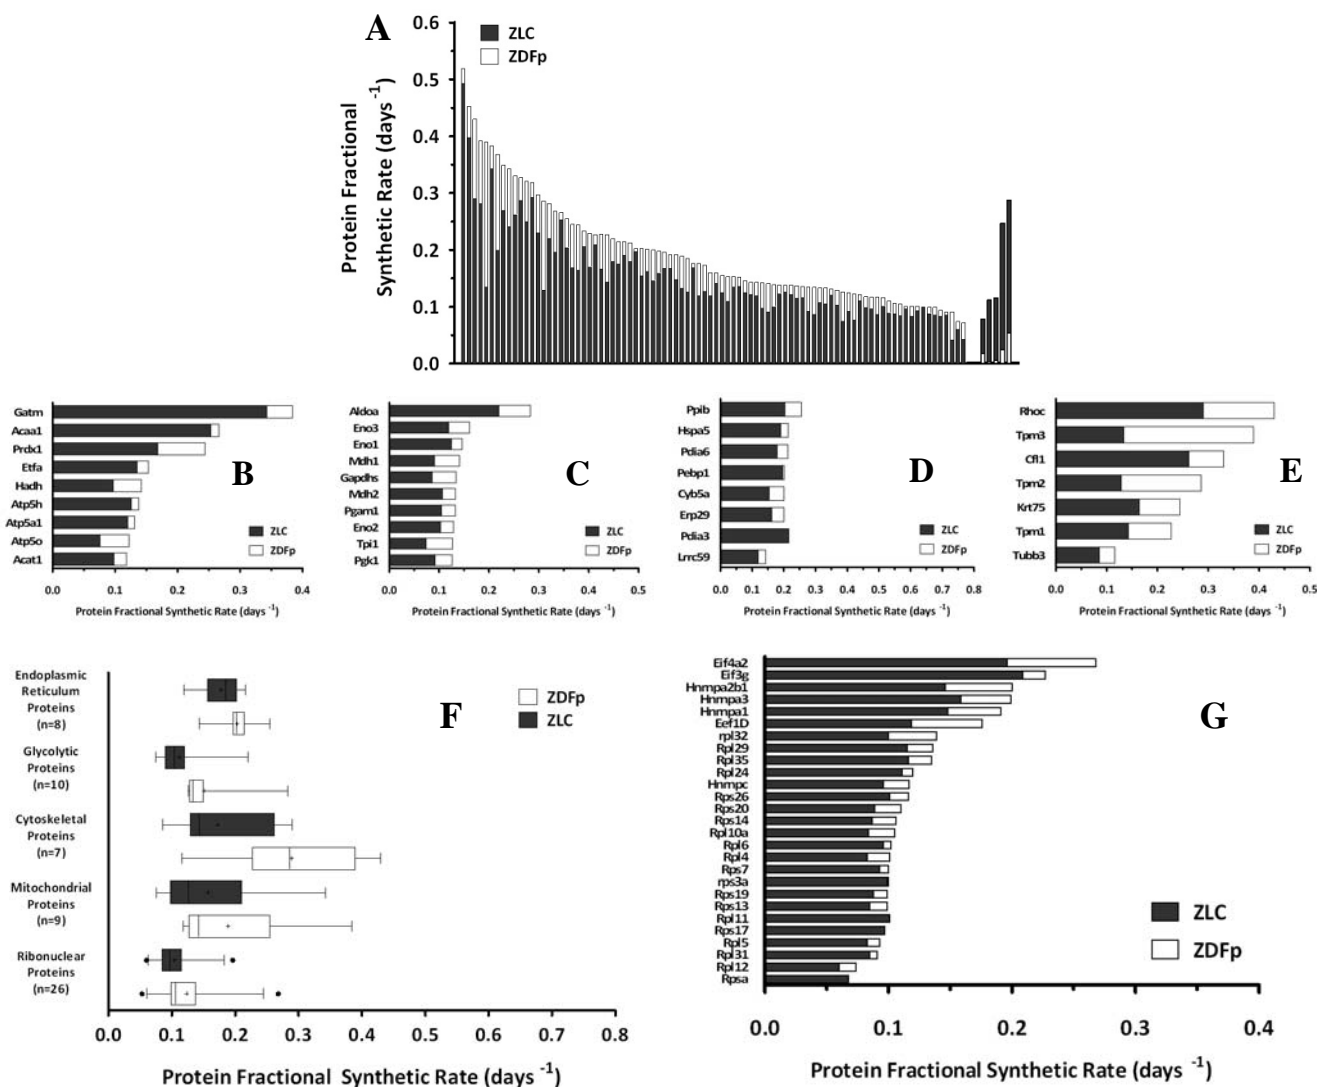 A
ZLC
ZDFp
Protein Fractional
Synthetic Rate (days -1)
0.6
0.5
0.4
0.3
0.2
0.1
0.0
B
Gatm
Acaa1
Prdx1
Etfa
Hadh
Atp5h
Atp5a1
Atp5o
Acat1
ZLC
ZDFp
0.0 0.1 0.2 0.3 0.4
Protein Fractional Synthetic Rate (days -1)
C
Aldoa
Eno3
Eno1
Mdh1
Gapdhs
Mdh2
Pgam1
Eno2
Tpi1
Pgk1
ZLC
ZDFp
0.0 0.1 0.2 0.3 0.4 0.5
Protein Fractional Synthetic Rate (days -1)
D
Ppib
Hspa5
Pdia6
Pebp1
Cyb5a
Erp29
Pdia3
Lrrc59
ZLC
ZDFp
0.0 0.1 0.2 0.3 0.4 0.5 0.6 0.7 0.8
Protein Fractional Synthetic Rate (days -1)
E
Rhoc
Tpm3
Cfl1
Tpm2
Krt75
Tpm1
Tubb3
ZLC
ZDFp
0.0 0.1 0.2 0.3 0.4 0.5
Protein Fractional Synthetic Rate (days -1)
F
Endoplasmic
Reticulum
Proteins
(n=8)
Glycolytic
Proteins
(n=10)
Cytoskeletal
Proteins
(n=7)
Mitochondrial
Proteins
(n=9)
Ribonuclear
Proteins
(n=26)
ZDFp
ZLC
0.0 0.1 0.2 0.3 0.4 0.5 0.6 0.7 0.8
Protein Fractional Synthetic Rate (days -1)
G
Eif4a2
Eif3g
Hnrnpa2b1
Hnrnpa3
Hnrnpa1
Eef1D
rpl32
Rpl29
Rpl35
Rpl24
Hnrnpc
Rps26
Rps20
Rps14
Rpl10a
Rpl6
Rpl4
Rps7
rps3a
Rps19
Rps13
Rpl11
Rps17
Rpl5
Rpl31
Rpl12
Rpsa
ZLC
ZDFp
0.0 0.1 0.2 0.3 0.4
Protein Fractional Synthetic Rate (days -1)